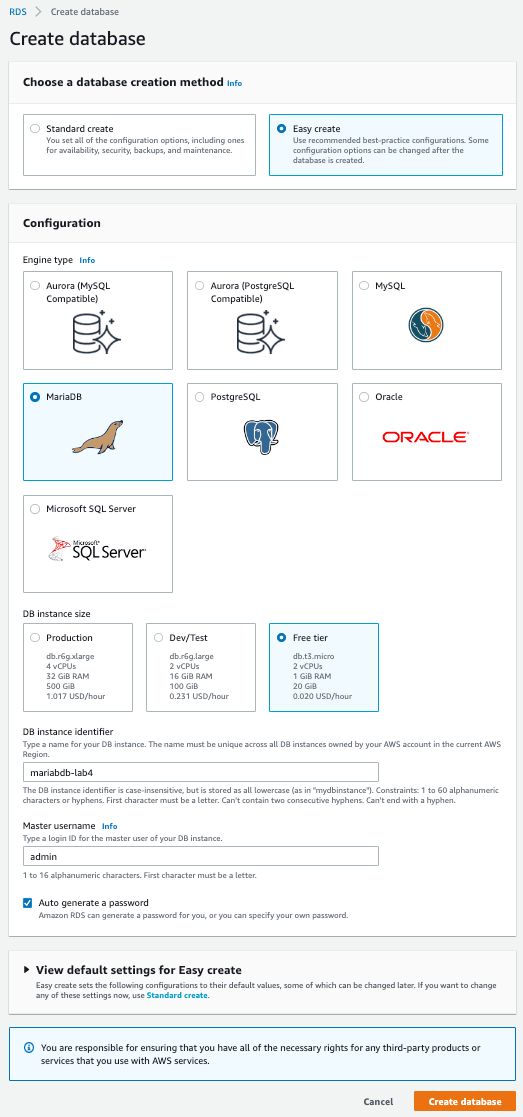 RDS > Create database
Create database
Choose a database creation method Info
Standard create
You set all of the configuration options, including ones
for availability, security, backups, and maintenance.
Easy create
Use recommended best-practice configurations. Some
configuration options can be changed after the
database is created.
Configuration
Engine type Info
Aurora (MySQL
Compatible)
Aurora (PostgreSQL
Compatible)
MySQL
MariaDB
PostgreSQL
Oracle
ORACLE
Microsoft SQL Server
Microsoft
SQL Server
DB instance size
Production
db.r6g.xlarge
4 vCPUs
32 GiB RAM
500 GiB
1.017 USD/hour
Dev/Test
db.r6g.large
2 vCPUs
16 GiB RAM
100 GiB
0.231 USD/hour
Free tier
db.t3.micro
2 vCPUs
1 GiB RAM
20 GiB
0.020 USD/hour
DB instance identifier
Type a name for your DB instance. The name must be unique across all DB instances owned by your AWS account in the current AWS
Region.
mariabdb-lab4
The DB instance identifier is case-insensitive, but is stored as all lowercase (as in "mydbinstance"). Constraints: 1 to 60 alphanumeric
characters or hyphens. First character must be a letter. Can't contain two consecutive hyphens. Can't end with a hyphen.
Master username Info
Type a login ID for the master user of your DB instance.
admin
1 to 16 alphanumeric characters. First character must be a letter.
Auto generate a password
Amazon RDS can generate a password for you, or you can specify your own password.
View default settings for Easy create
Easy create sets the following configurations to their default values, some of which can be changed later. If you want to change
any of these settings now, use Standard create.
You are responsible for ensuring that you have all of the necessary rights for any third-party products or
services that you use with AWS services.
Cancel
Create database